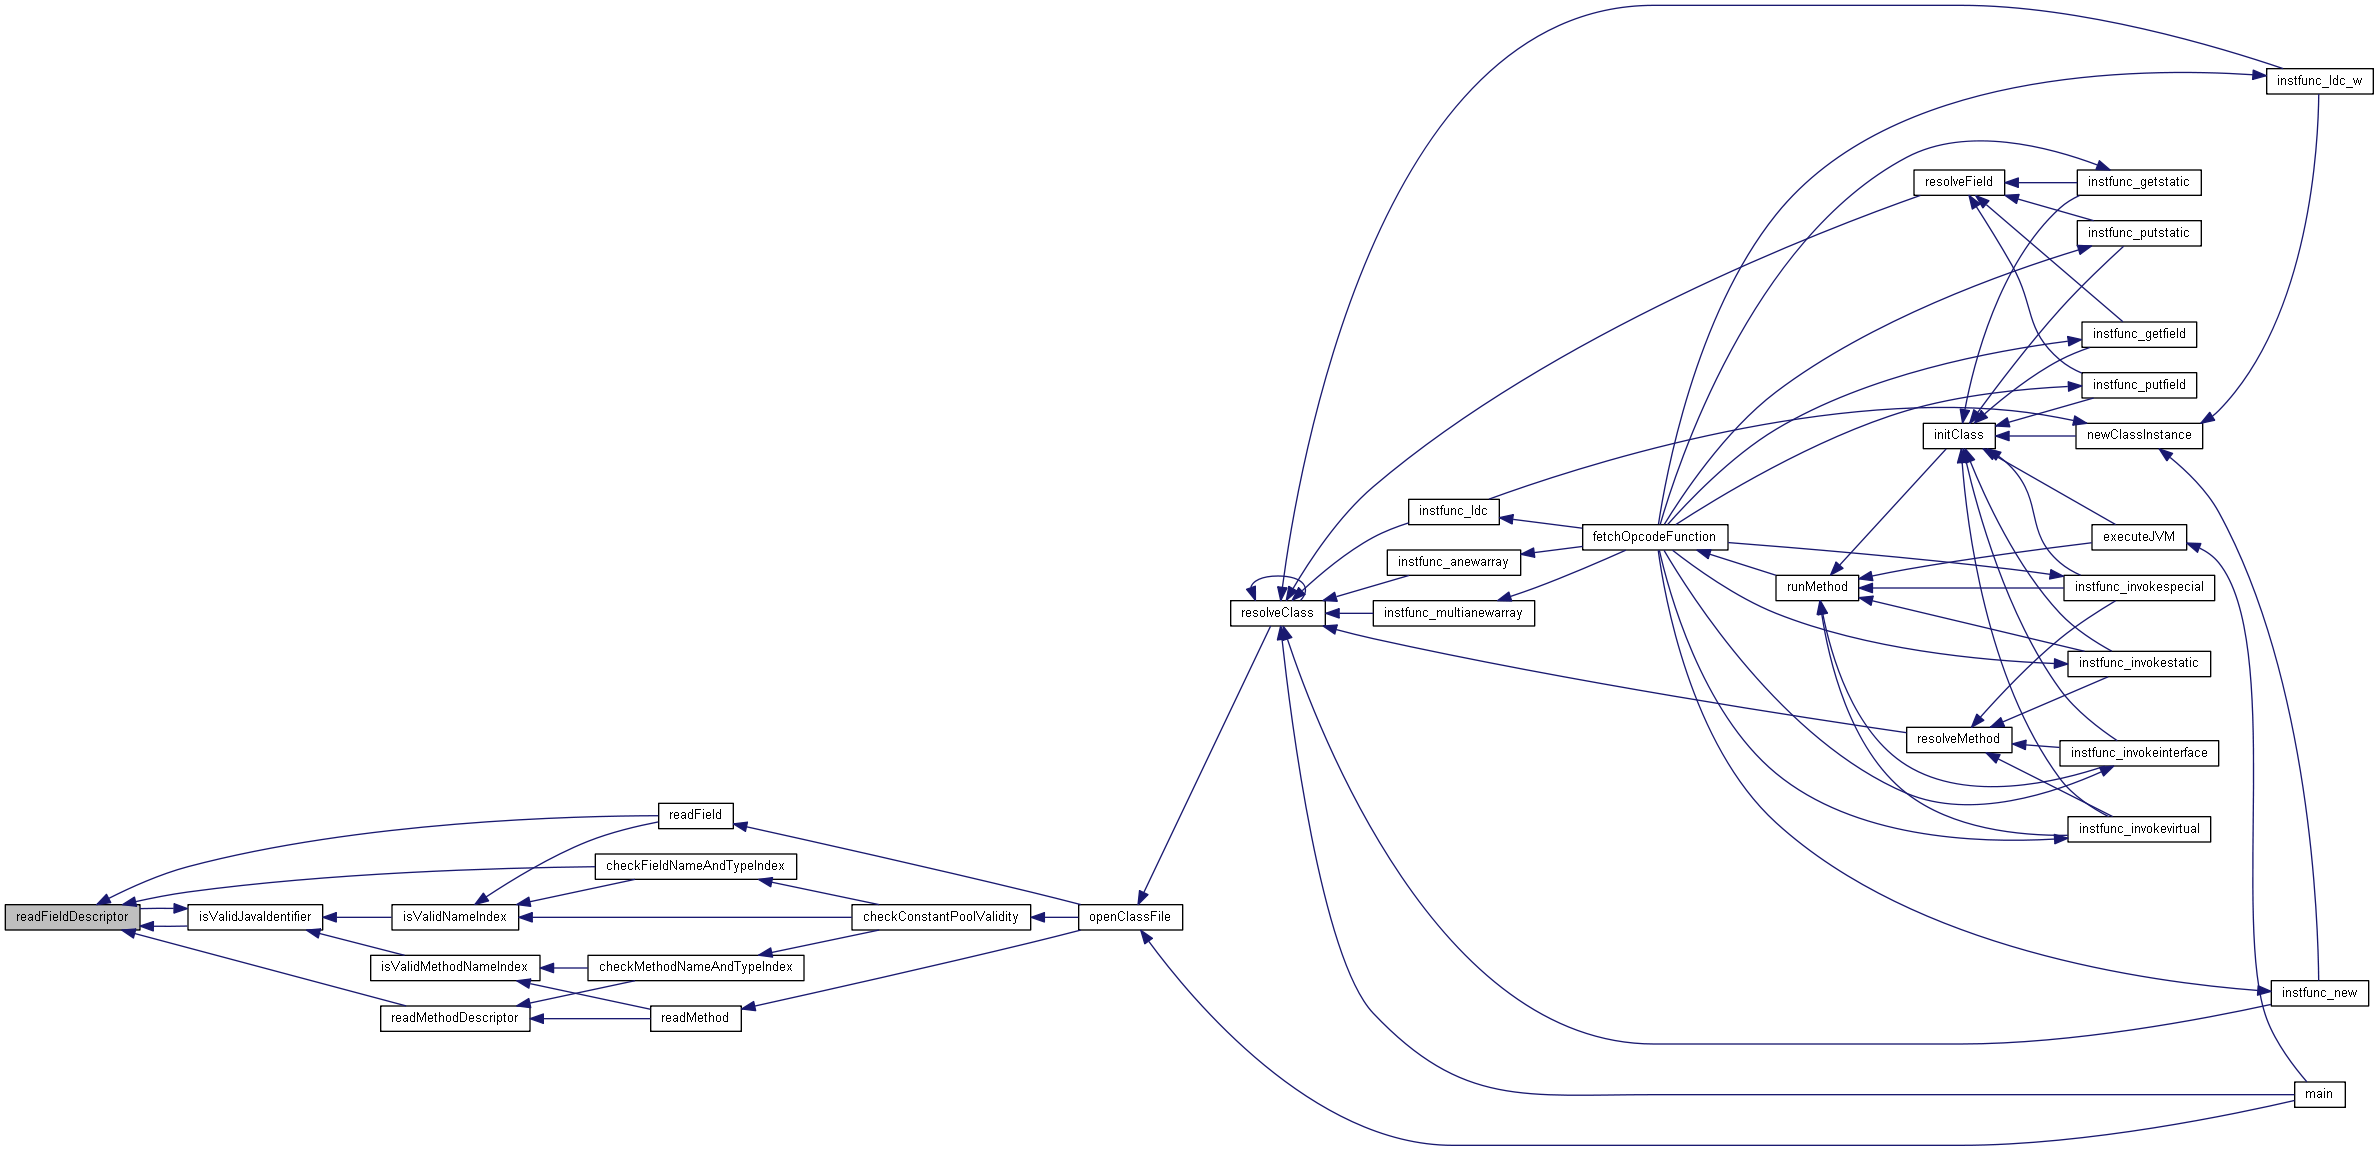 readFieldDescriptor
isValidJavaIdentifier
isValidNameIndex
isValidMethodNameIndex
readMethodDescriptor
readField
checkFieldNameAndTypeIndex
checkMethodNameAndTypeIndex
readMethod
checkConstantPoolValidity
openClassFile
resolveClass
instfunc_ldc
instfunc_anewarray
instfunc_multianewarray
fetchOpcodeFunction
runMethod
resolveField
initClass
resolveMethod
instfunc_getstatic
instfunc_putstatic
instfunc_getfield
instfunc_putfield
newClassInstance
executeJVM
instfunc_invokespecial
instfunc_invokestatic
instfunc_invokeinterface
instfunc_invokevirtual
instfunc_ldc_w
instfunc_new
main